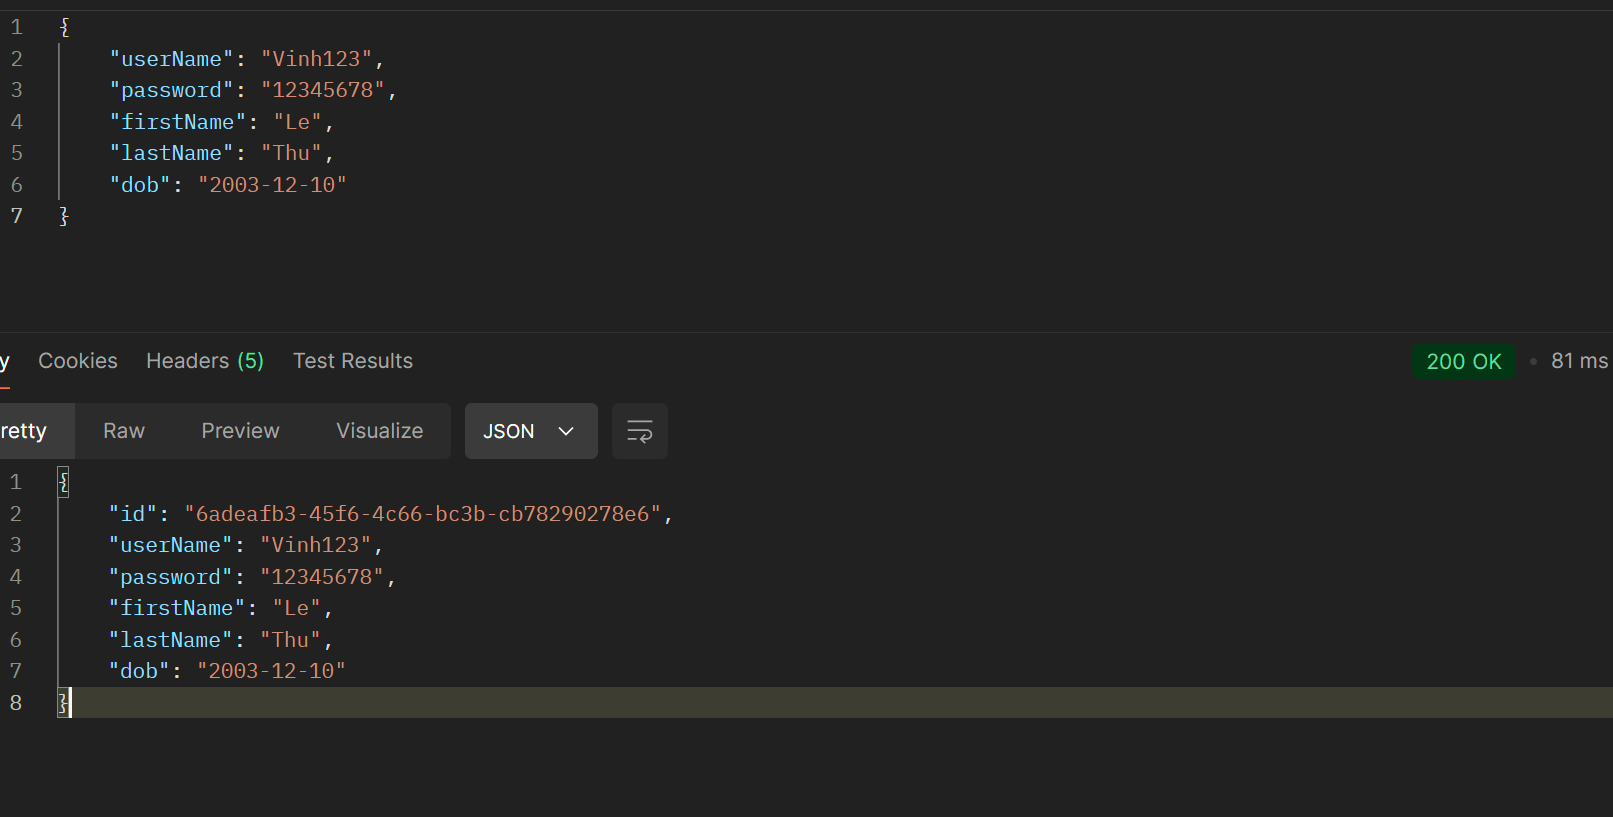 1 {
2 "userName": "Vinh123",
3 "password": "12345678",
4 "firstName": "Le",
5 "lastName": "Thu",
6 "dob": "2003-12-10"
7 }
y Cookies Headers (5) Test Results 200 OK • 81 ms
retty Raw Preview Visualize JSON
1 {
2 "id": "6adeafb3-45f6-4c66-bc3b-cb78290278e6",
3 "userName": "Vinh123",
4 "password": "12345678",
5 "firstName": "Le",
6 "lastName": "Thu",
7 "dob": "2003-12-10"
8 }